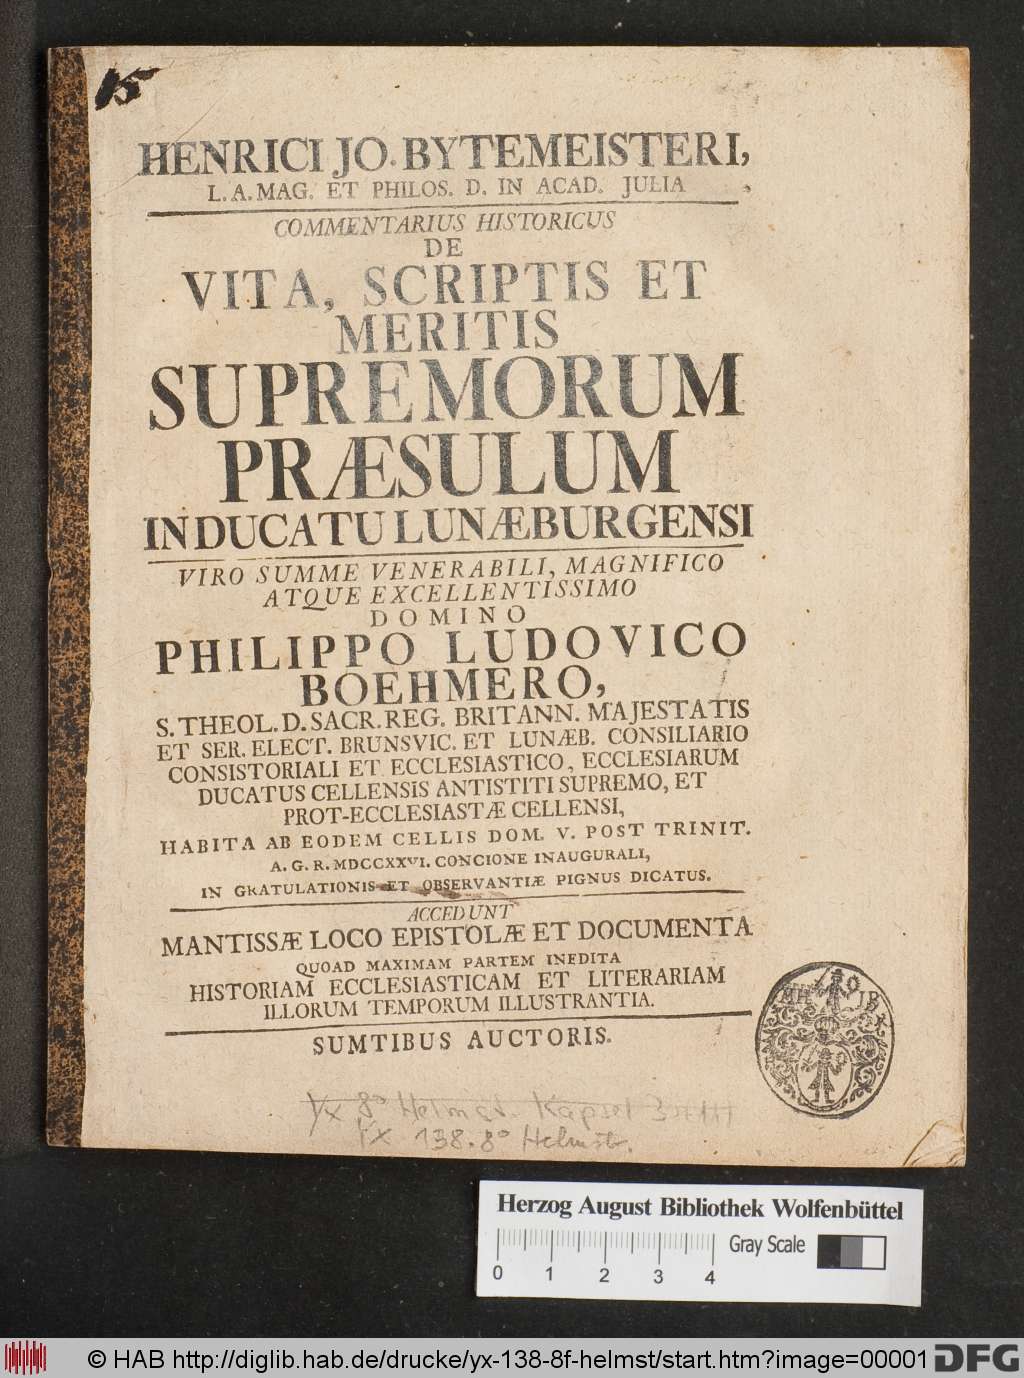 15
HENRICI JO. BYTEMEISTERI,
L. A. MAG. ET PHILOS. D. IN ACAD. JULIA
COMMENTARIUS HISTORICUS
DE
VITA, SCRIPTIS ET
MERITIS
SUPREMORUM
PRÆSULUM
IN DUCATU LUNÆBURGENSI
VIRO SUMME VENERABILI, MAGNIFICO
ATQUE EXCELLENTISSIMO
DOMINO
PHILIPPO LUDOVICO
BOEHMERO,
S. THEOL. D. SACR. REG. BRITANN. MAJESTATIS
ET SER. ELECT. BRUNSVIC. ET LUNÆB. CONSILIARIO
CONSISTORIALI ET ECCLESIASTICO, ECCLESIARUM
DUCATUS CELLENSIS ANTISTITI SUPREMO, ET
PROT-ECCLESIASTÆ CELLENSI,
HABITA AB EODEM CELLIS DOM. V. POST TRINIT.
A. G. R. MDCCXXVI. CONCIONE INAUGURALI,
IN GRATULATIONIS ET OBSERVANTIÆ PIGNUS DICATUS.
ACCEDUNT
MANTISSÆ LOCO EPISTOLÆ ET DOCUMENTA
QUOAD MAXIMAM PARTEM INEDITA
HISTORIAM ECCLESIASTICAM ET LITERARIAM
ILLORUM TEMPORUM ILLUSTRANTIA.
SUMTIBUS AUCTORIS.
Yx 8° Helmst. Kapsel
Yx 138.8° Helmst.
Herzog August Bibliothek Wolfenbüttel
Gray Scale
0 1 2 3 4
© HAB http://diglib.hab.de/drucke/yx-138-8f-helmst/start.htm?image=00001
DFG